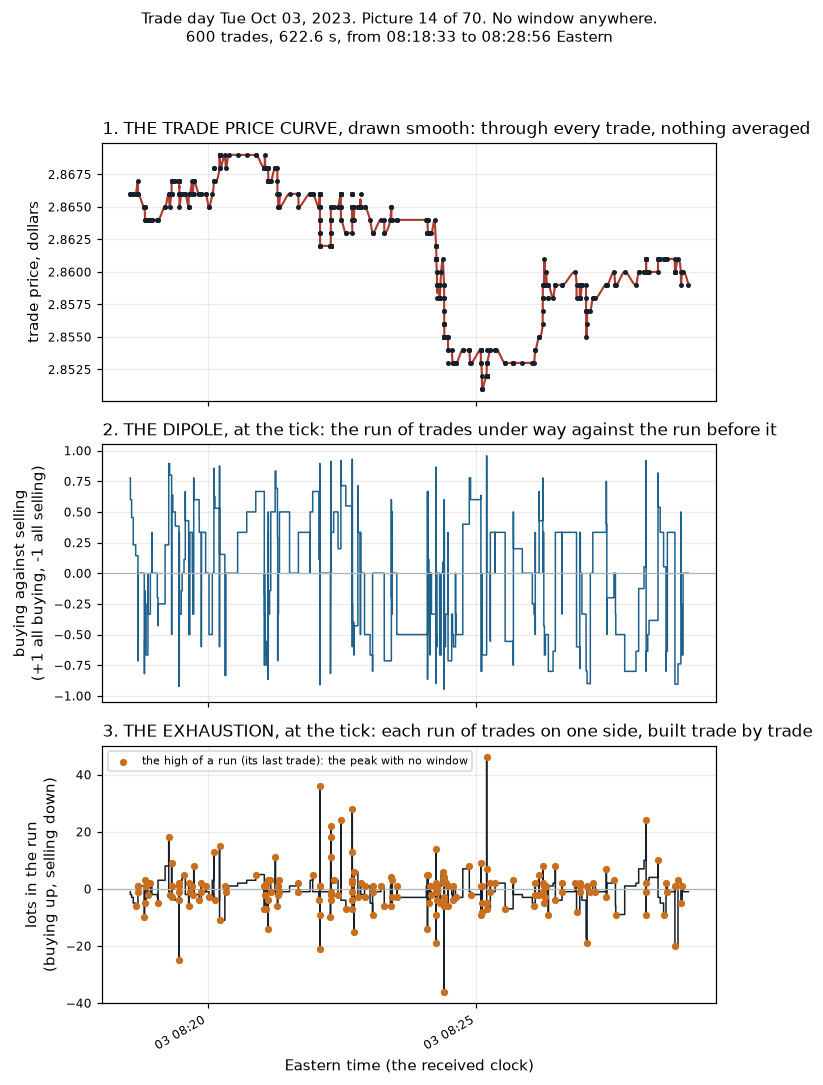 Trade day Tue Oct 03, 2023. Picture 14 of 70. No window anywhere.
600 trades, 622.6 s, from 08:18:33 to 08:28:56 Eastern
1. THE TRADE PRICE CURVE, drawn smooth: through every trade, nothing averaged
trade price, dollars
2.8675
2.8650
2.8625
2.8600
2.8575
2.8550
2.8525
2. THE DIPOLE, at the tick: the run of trades under way against the run before it
buying against selling
(+1 all buying, -1 all selling)
1.00
0.75
0.50
0.25
0.00
−0.25
−0.50
−0.75
−1.00
3. THE EXHAUSTION, at the tick: each run of trades on one side, built trade by trade
the high of a run (its last trade): the peak with no window
lots in the run
(buying up, selling down)
40
20
0
−20
−40
03 08:20
03 08:25
Eastern time (the received clock)